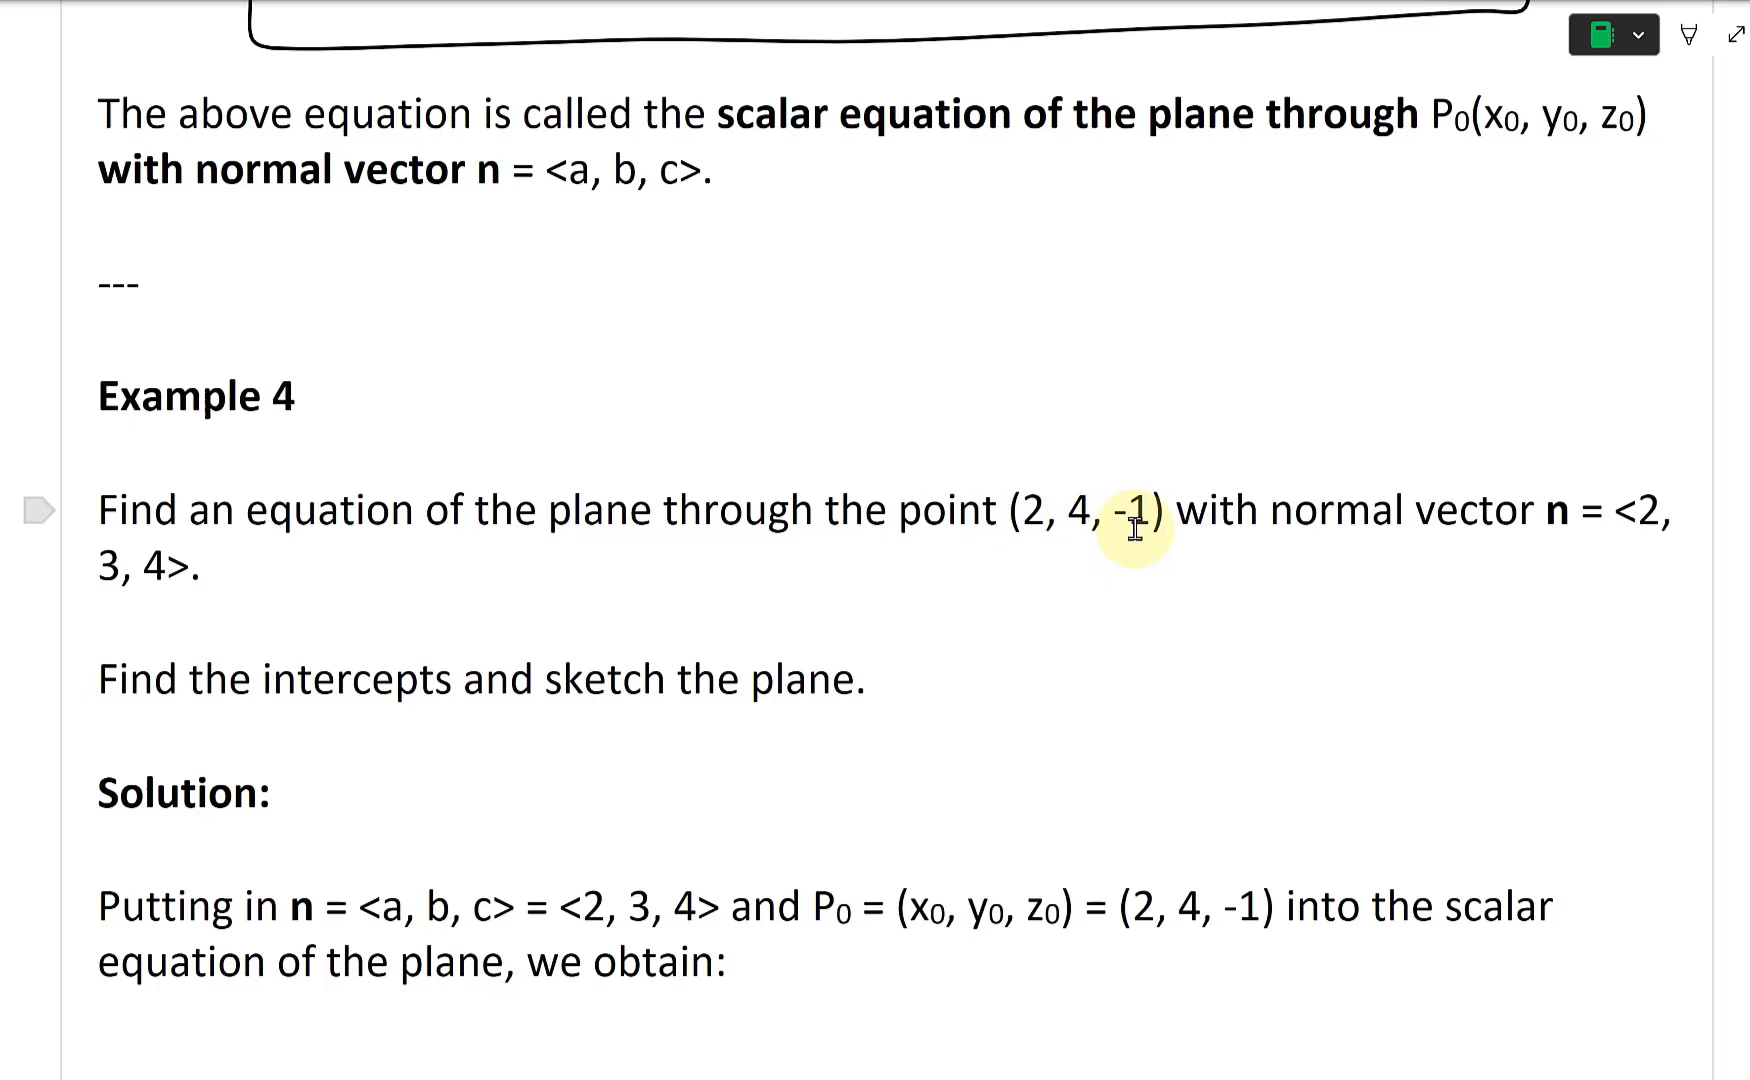 The above equation is called the scalar equation of the plane through P₀(x₀, y₀, z₀)
with normal vector n = <a, b, c>.
---
Example 4
Find an equation of the plane through the point (2, 4, -1) with normal vector n = <2,
3, 4>.
Find the intercepts and sketch the plane.
Solution:
Putting in n = <a, b, c> = <2, 3, 4> and P₀ = (x₀, y₀, z₀) = (2, 4, -1) into the scalar
equation of the plane, we obtain: